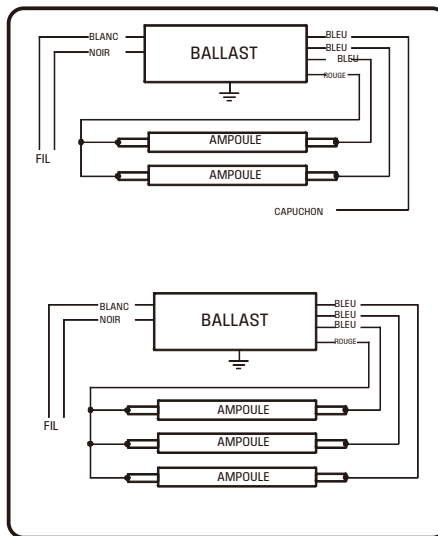 BLANC
BLEU
BALLAST
BLEU
NOIR
BLEU
ROUGE
AMPOULE
FIL
AMPOULE
CAPUCHON
BLEU
BLANC
BLEU
BALLAST
NOIR
BLEU
ROUGE
AMPOULE
FIL
AMPOULE
AMPOULE